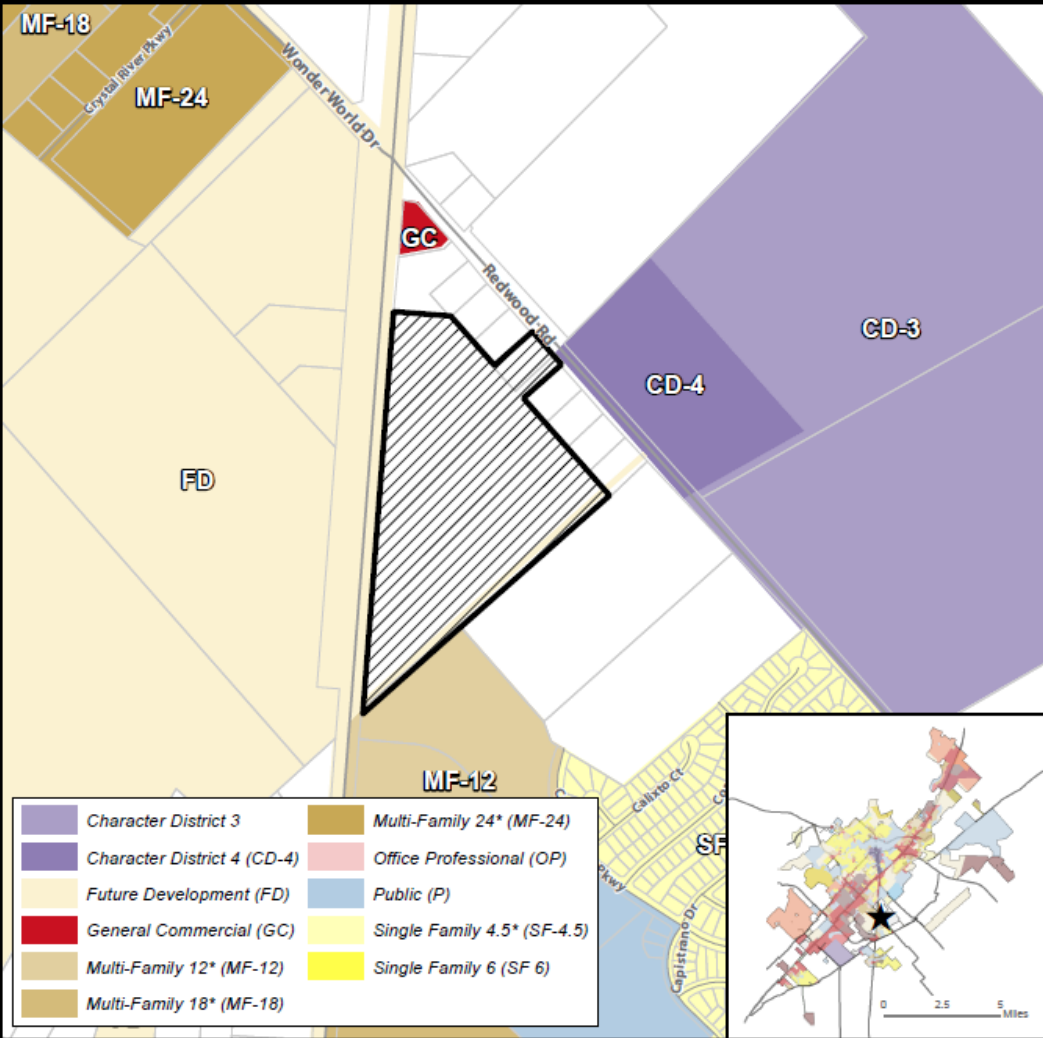 MF-18
Crystal River Pkwy
MF-24
Wonder World Dr
GC
Redwood Rd
CD-3
CD-4
FD
MF-12
Calixto Ct
SF
Pkwy
Capistrano Dr
Character District 3
Character District 4 (CD-4)
Future Development (FD)
General Commercial (GC)
Multi-Family 12* (MF-12)
Multi-Family 18* (MF-18)
Multi-Family 24* (MF-24)
Office Professional (OP)
Public (P)
Single Family 4.5* (SF-4.5)
Single Family 6 (SF 6)
0 2.5 5
Miles